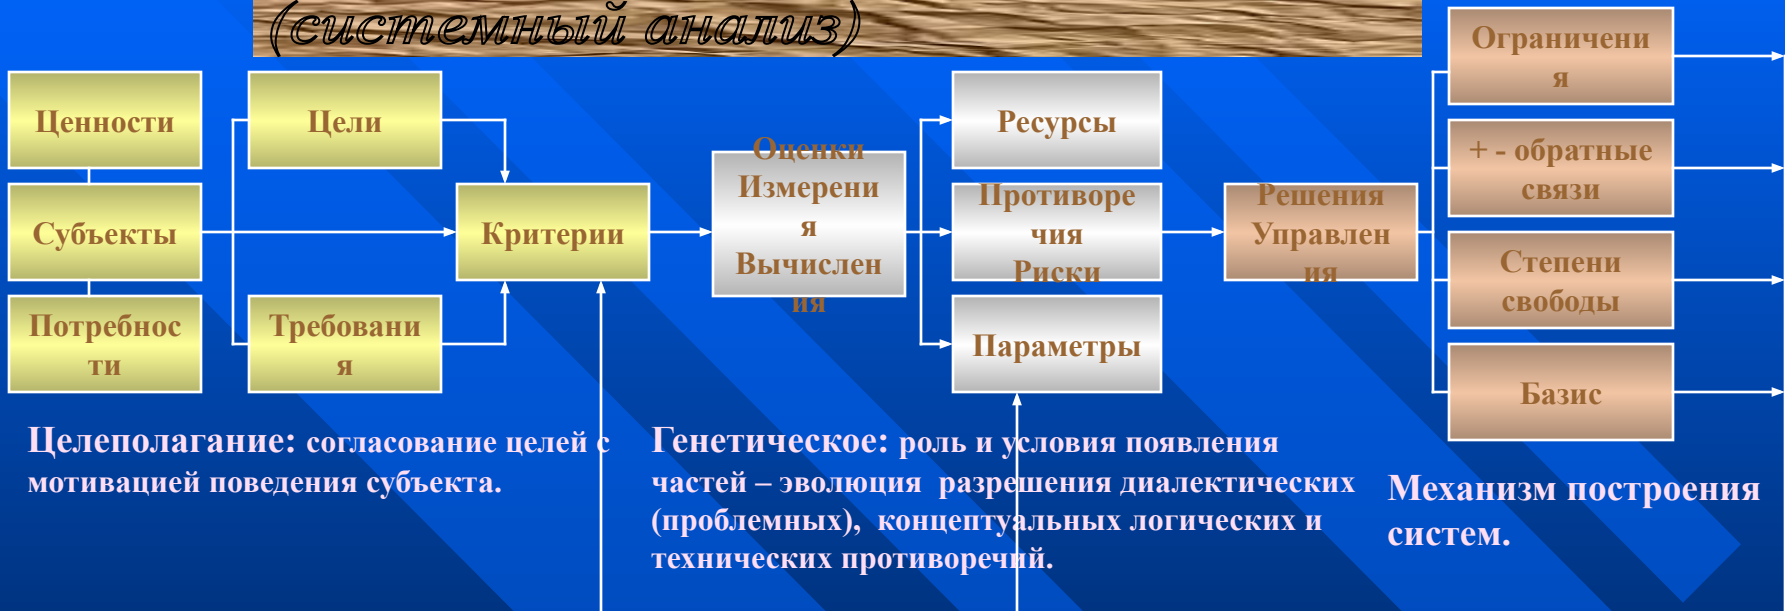 (системный анализ)
Ценности
Субъекты
Потребнос
ти
Цели
Требовани
я
Критерии
Оценки
Измерени
я
Вычислен
ия
Ресурсы
Противоре
чия
Риски
Параметры
Решения
Управлен
ия
Ограничени
я
+ - обратные
связи
Степени
свободы
Базис
Целеполагание: согласование целей с
мотивацией поведения субъекта.
Генетическое: роль и условия появления
частей – эволюция разрешения диалектических
(проблемных), концептуальных логических и
технических противоречий.
Механизм построения
систем.